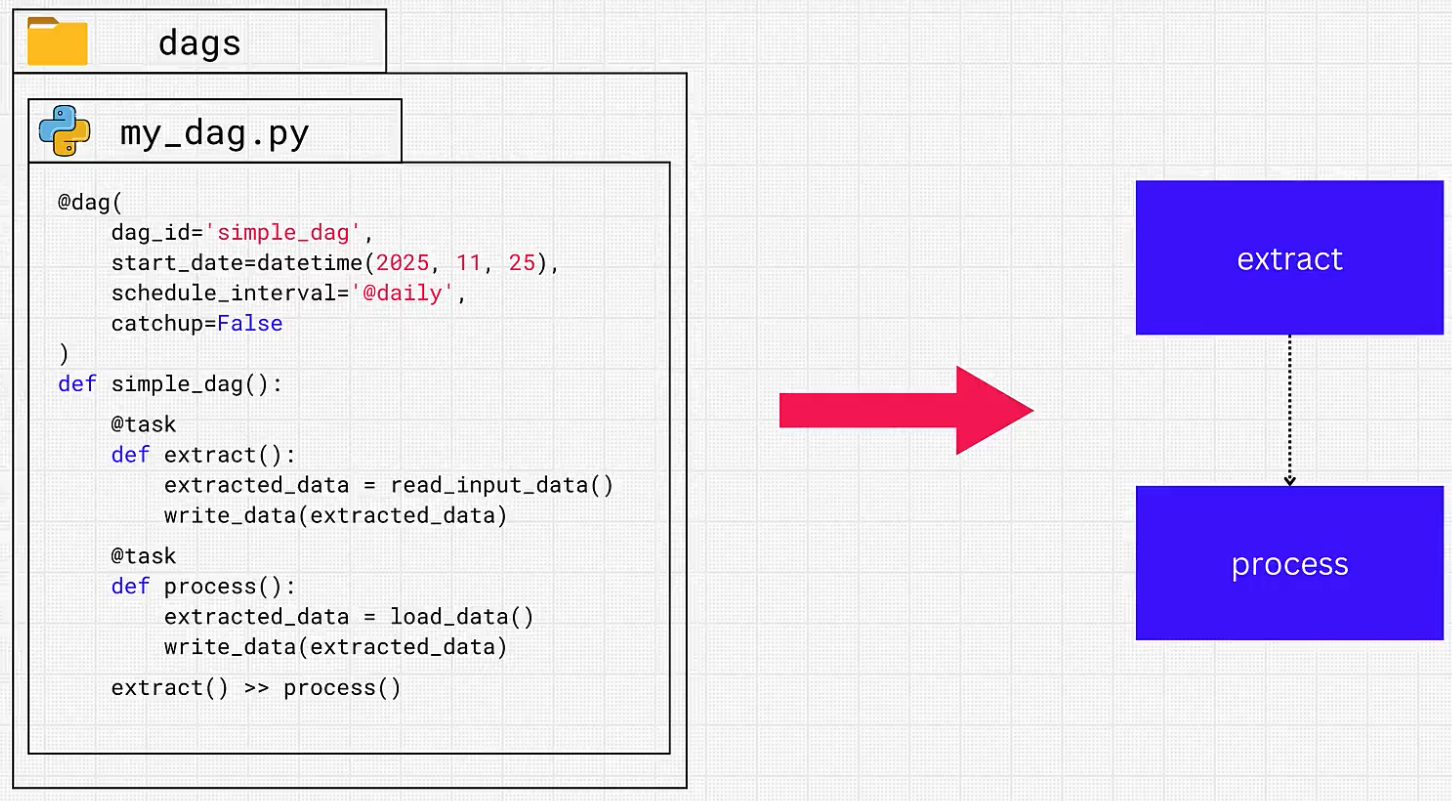 dags
my_dag.py
@dag(
    dag_id='simple_dag',
    start_date=datetime(2025, 11, 25),
    schedule_interval='@daily',
    catchup=False
)
def simple_dag():
    @task
    def extract():
        extracted_data = read_input_data()
        write_data(extracted_data)
    @task
    def process():
        extracted_data = load_data()
        write_data(extracted_data)
    extract() >> process()
extract
process